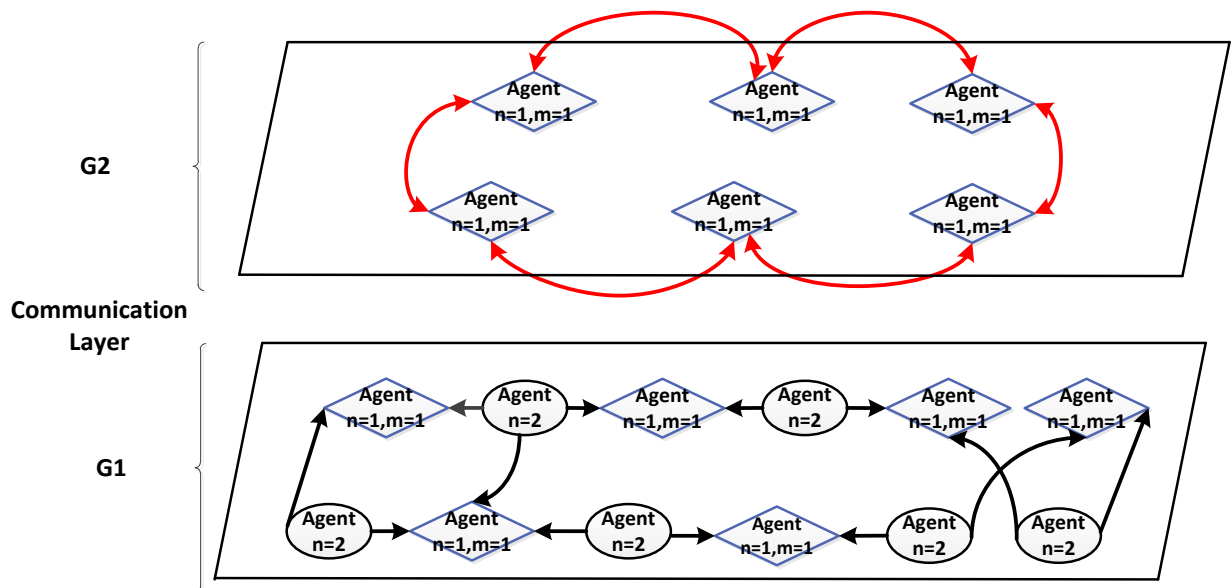 Agent
n=1,m=1
Agent
n=1,m=1
Agent
n=1,m=1
G2
Agent
n=1,m=1
Agent
n=1,m=1
Agent
n=1,m=1
Communication
Layer
Agent
n=1,m=1
Agent
n=2
Agent
n=1,m=1
Agent
n=2
Agent
n=1,m=1
Agent
n=1,m=1
G1
Agent
n=2
Agent
n=1,m=1
Agent
n=2
Agent
n=1,m=1
Agent
n=2
Agent
n=2